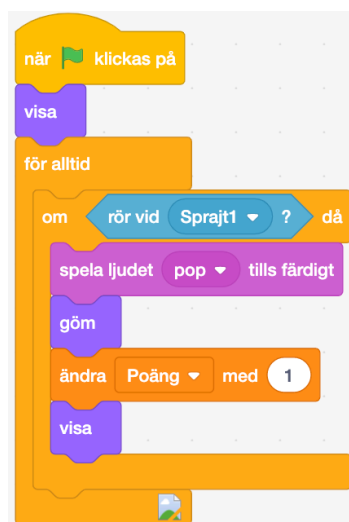 när klickas på
visa
för alltid
om rör vid Sprajt1 ? då
spela ljudet pop tills färdigt
göm
ändra Poäng med 1
visa